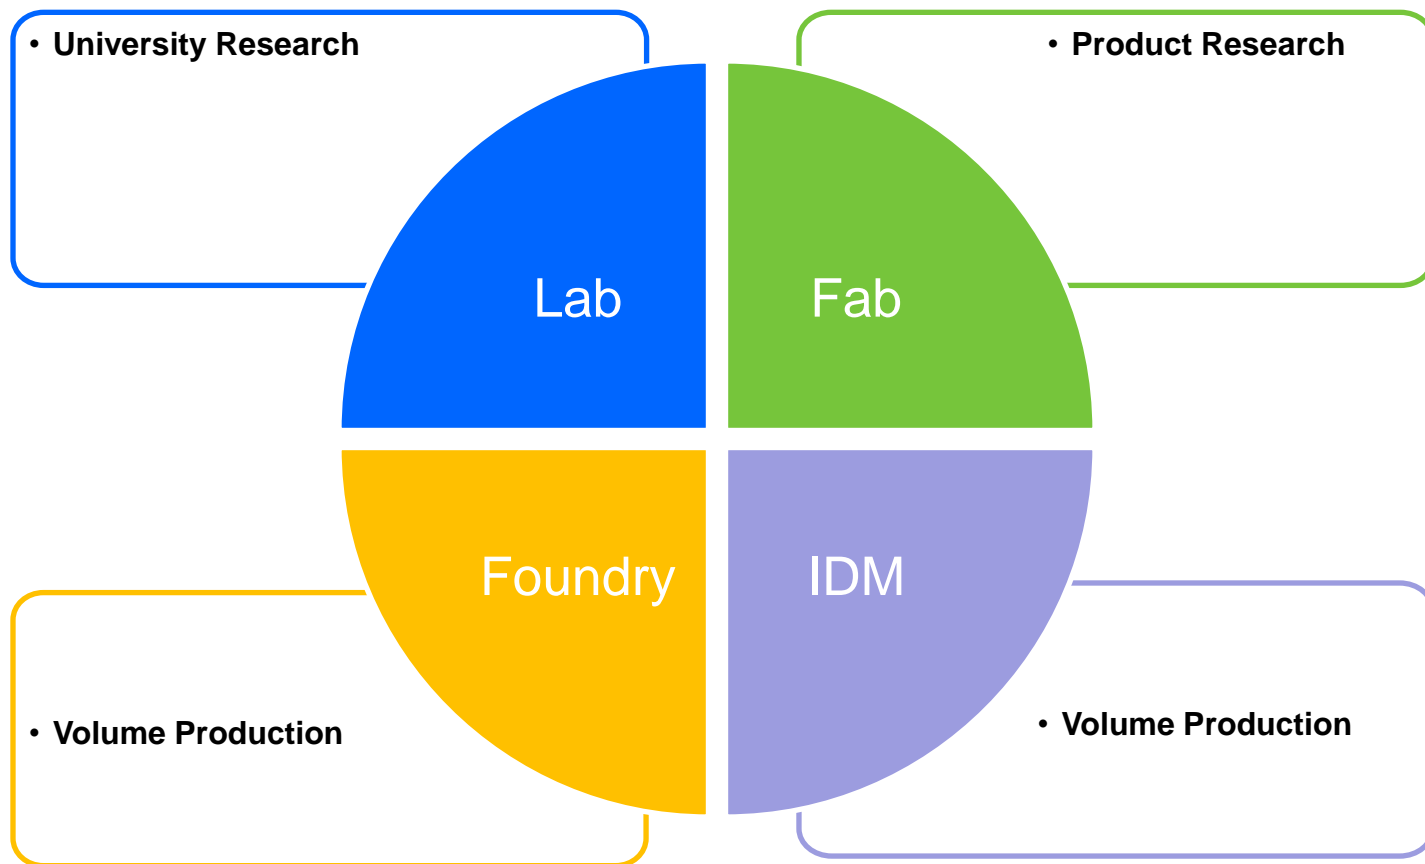 • University Research
• Product Research
Lab
Fab
Foundry
IDM
• Volume Production
• Volume Production